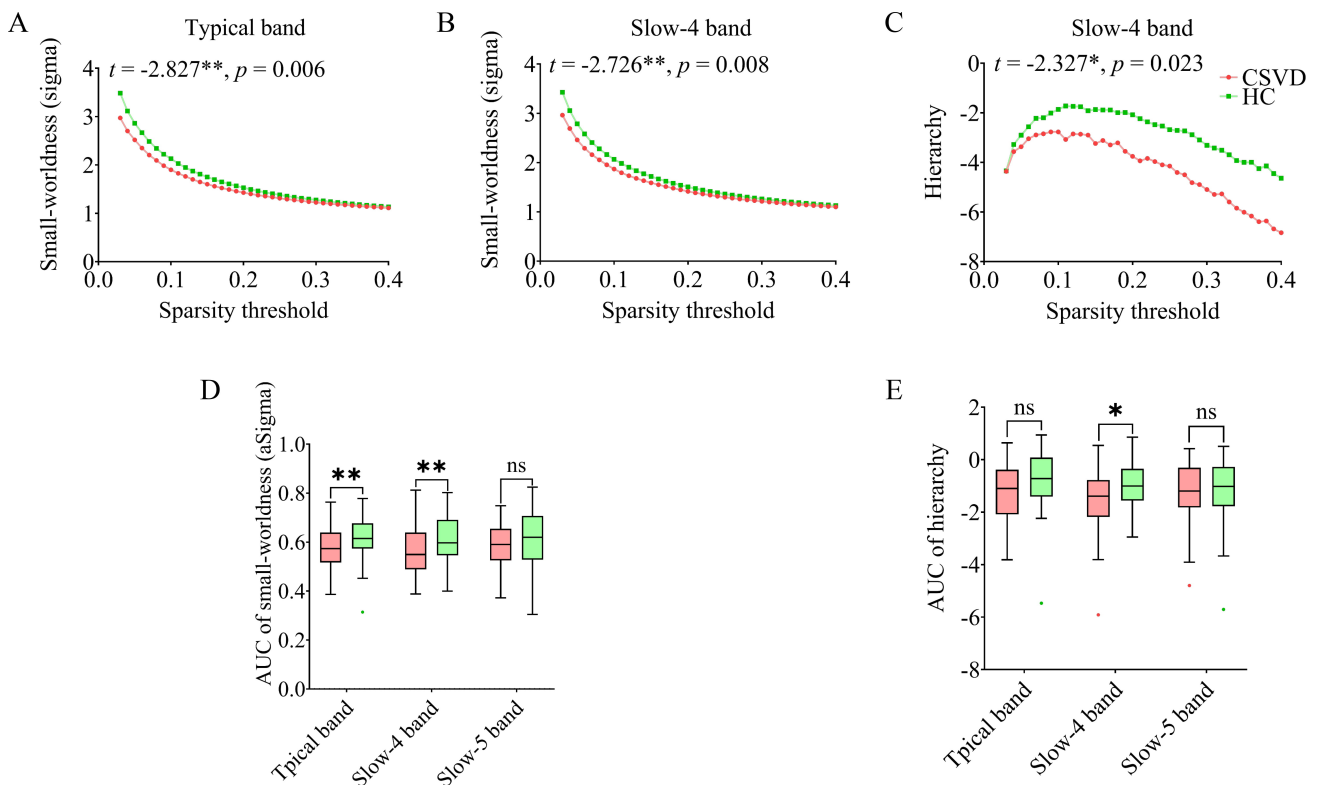 A
Typical band
t = -2.827**, p = 0.006
Small-worldness (sigma)
4
3
2
1
0
0.0 0.1 0.2 0.3 0.4
Sparsity threshold
B
Slow-4 band
t = -2.726**, p = 0.008
Small-worldness (sigma)
4
3
2
1
0
0.0 0.1 0.2 0.3 0.4
Sparsity threshold
C
Slow-4 band
t = -2.327*, p = 0.023
CSVD
HC
Hierarchy
0
-2
-4
-6
-8
0.0 0.1 0.2 0.3 0.4
Sparsity threshold
D
AUC of small-worldness (aSigma)
1.0
0.8
0.6
0.4
0.2
0.0
** ** ns
Tpical band
Slow-4 band
Slow-5 band
E
AUC of hierarchy
2
0
-2
-4
-6
-8
ns * ns
Tpical band
Slow-4 band
Slow-5 band